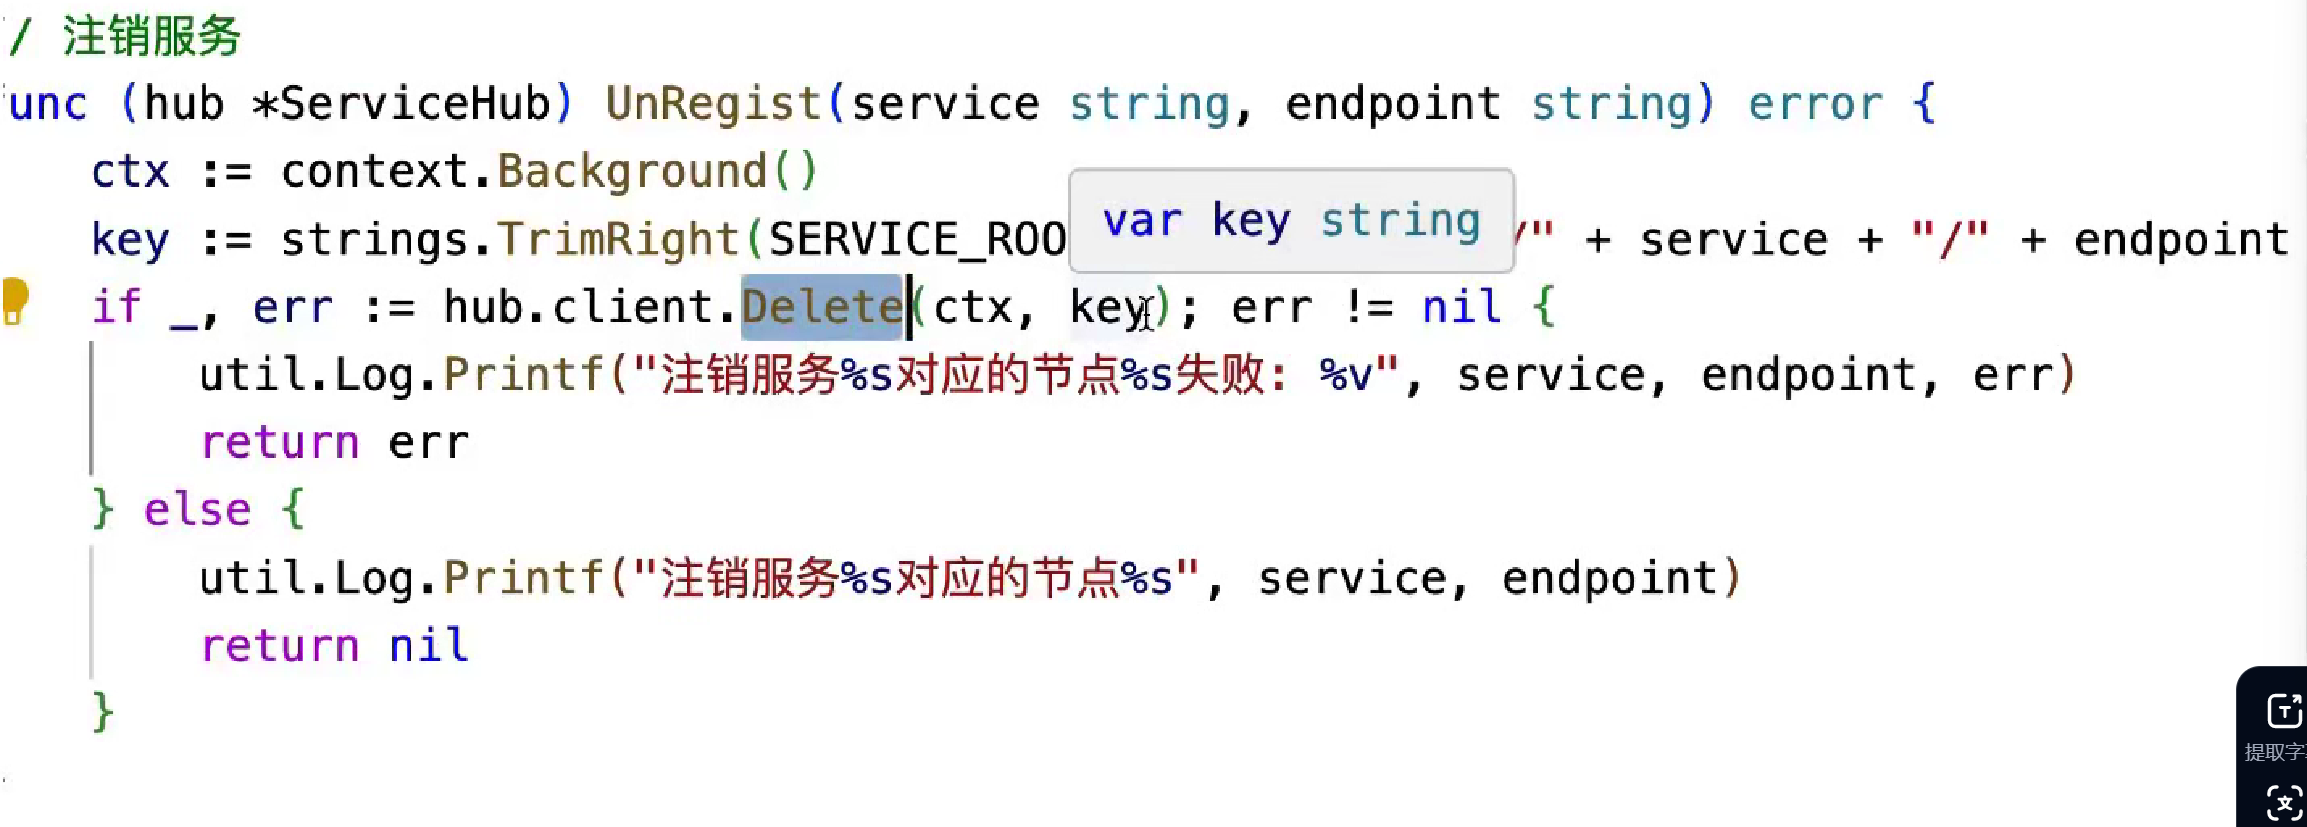 / 注销服务
unc (hub *ServiceHub) UnRegist(service string, endpoint string) error {
ctx := context.Background()
var key string
key := strings.TrimRight(SERVICE_ROO /" + service + "/" + endpoint
if _, err := hub.client.Delete(ctx, key); err != nil {
util.Log.Printf("注销服务%s对应的节点%s失败: %v", service, endpoint, err)
return err
} else {
util.Log.Printf("注销服务%s对应的节点%s", service, endpoint)
return nil
}
提取字